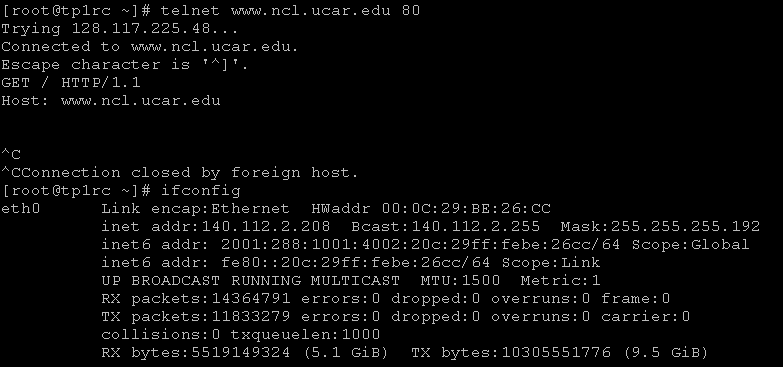 [root@tp1rc ~]# telnet www.ncl.ucar.edu 80
Trying 128.117.225.48...
Connected to www.ncl.ucar.edu.
Escape character is '^]'.
GET / HTTP/1.1
Host: www.ncl.ucar.edu
^C
^CConnection closed by foreign host.
[root@tp1rc ~]# ifconfig
eth0 Link encap:Ethernet HWaddr 00:0C:29:BE:26:CC
inet addr:140.112.2.208 Bcast:140.112.2.255 Mask:255.255.255.192
inet6 addr: 2001:288:1001:4002:20c:29ff:febe:26cc/64 Scope:Global
inet6 addr: fe80::20c:29ff:febe:26cc/64 Scope:Link
UP BROADCAST RUNNING MULTICAST MTU:1500 Metric:1
RX packets:14364791 errors:0 dropped:0 overruns:0 frame:0
TX packets:11833279 errors:0 dropped:0 overruns:0 carrier:0
collisions:0 txqueuelen:1000
RX bytes:5519149324 (5.1 GiB) TX bytes:10305551776 (9.5 GiB)